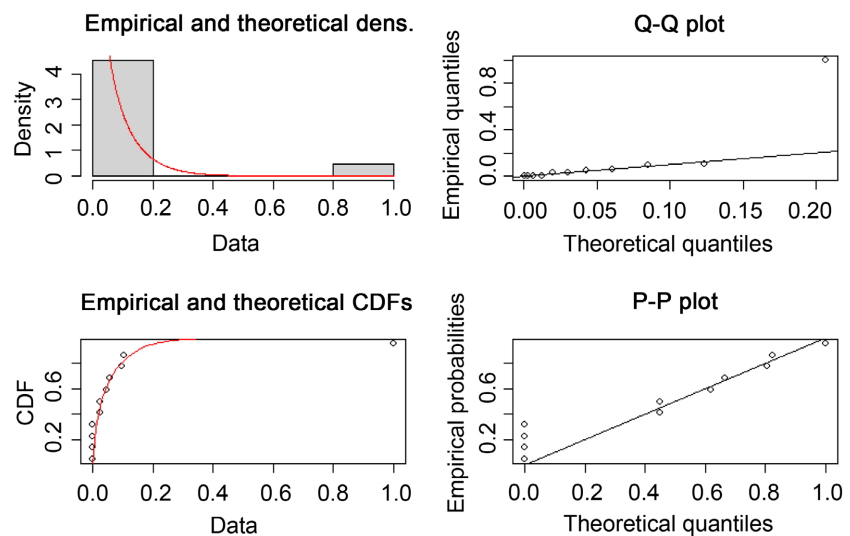 Empirical and theoretical dens.
Density
0 1 2 3 4
0.0 0.2 0.4 0.6 0.8 1.0
Data
Q-Q plot
Empirical quantiles
0.0 0.4 0.8
0.00 0.05 0.10 0.15 0.20
Theoretical quantiles
Empirical and theoretical CDFs
CDF
0.2 0.6
0.0 0.2 0.4 0.6 0.8 1.0
Data
P-P plot
Empirical probabilities
0.2 0.6
0.0 0.2 0.4 0.6 0.8 1.0
Theoretical quantiles